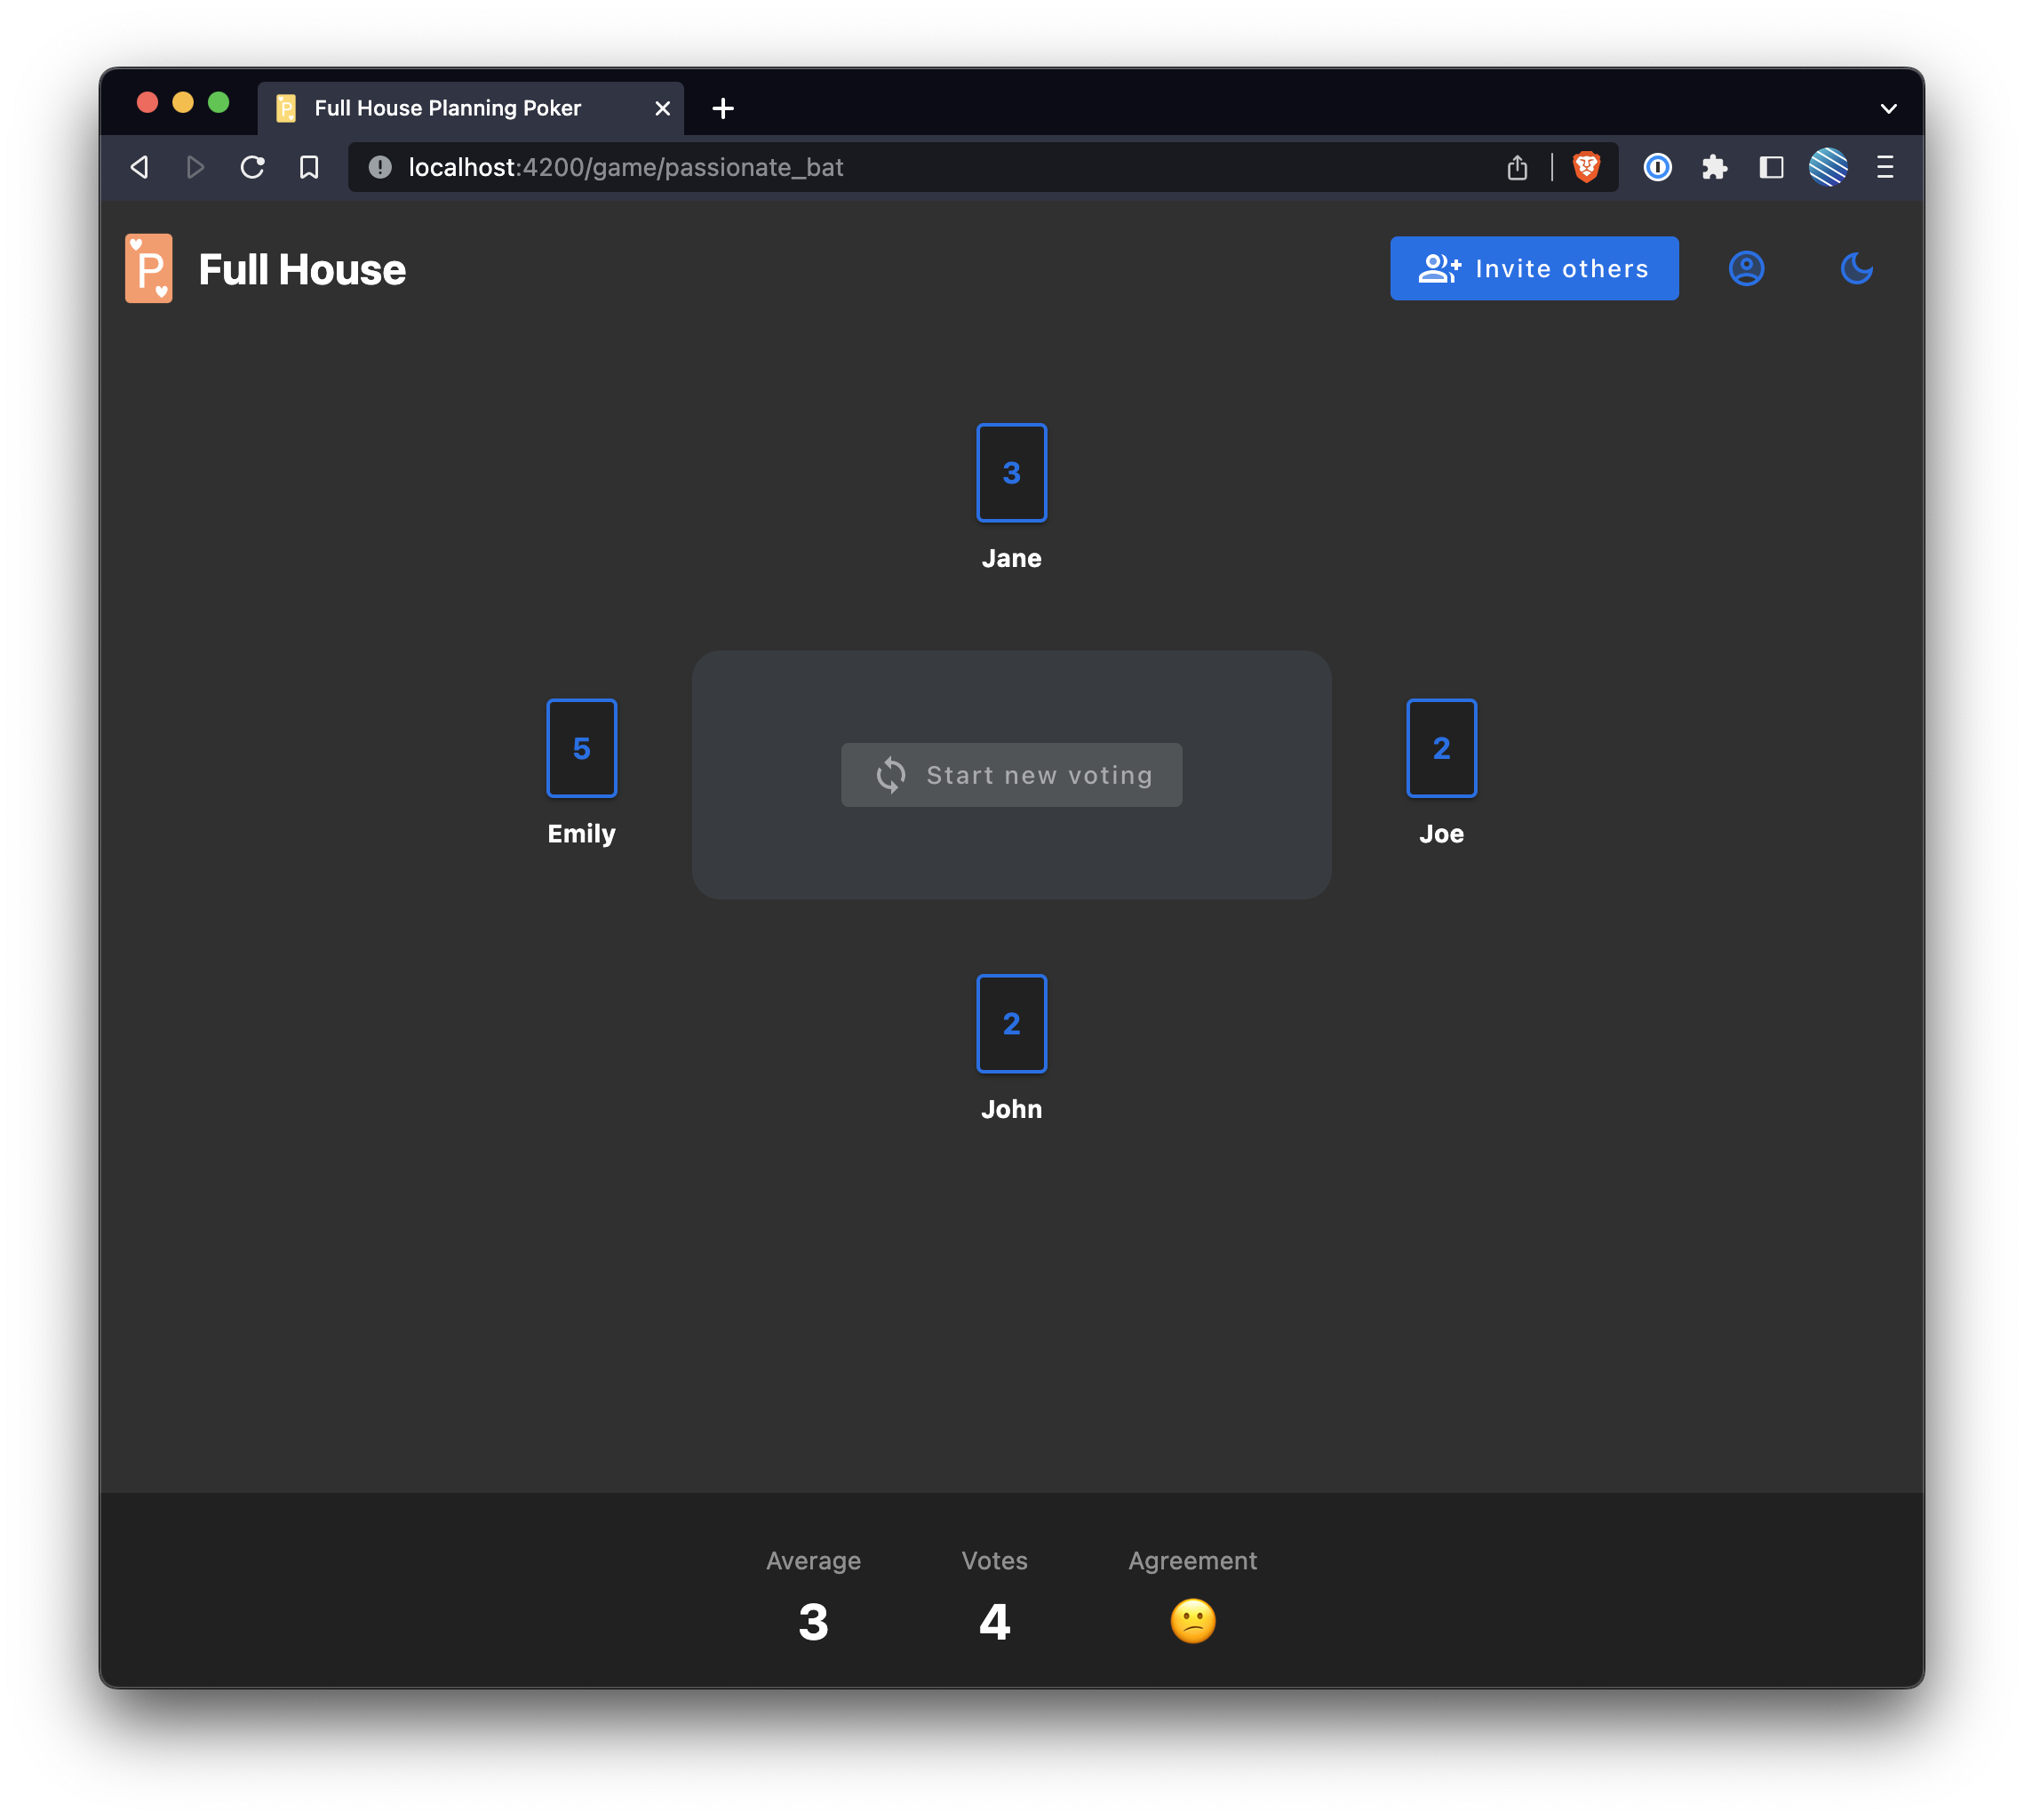 Full House Planning Poker
localhost:4200/game/passionate_bat
P
Full House
Invite others
3
Jane
5
Emily
Start new voting
2
Joe
2
John
Average
Votes
Agreement
3
4